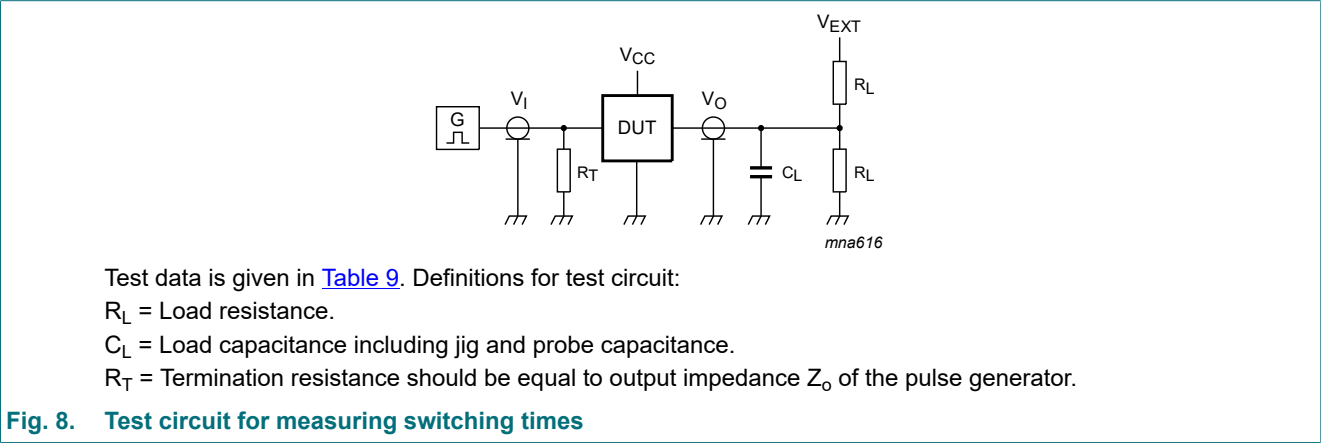 VEXT
VCC
RL
VI
VO
G
DUT
RT
CL
RL
mna616
Test data is given in Table 9. Definitions for test circuit:
RL = Load resistance.
CL = Load capacitance including jig and probe capacitance.
RT = Termination resistance should be equal to output impedance Zo of the pulse generator.
Fig. 8. Test circuit for measuring switching times